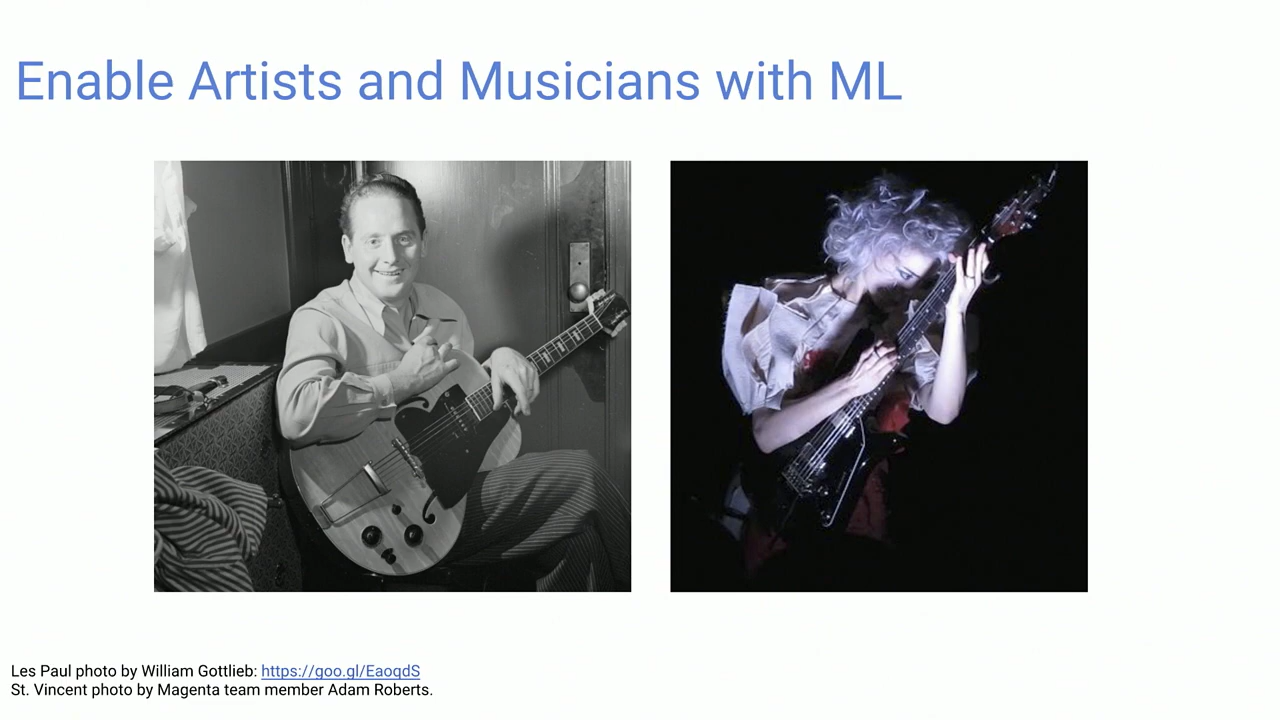 Enable Artists and Musicians with ML
Les Paul photo by William Gottlieb: https://goo.gl/EaoqdS
St. Vincent photo by Magenta team member Adam Roberts.